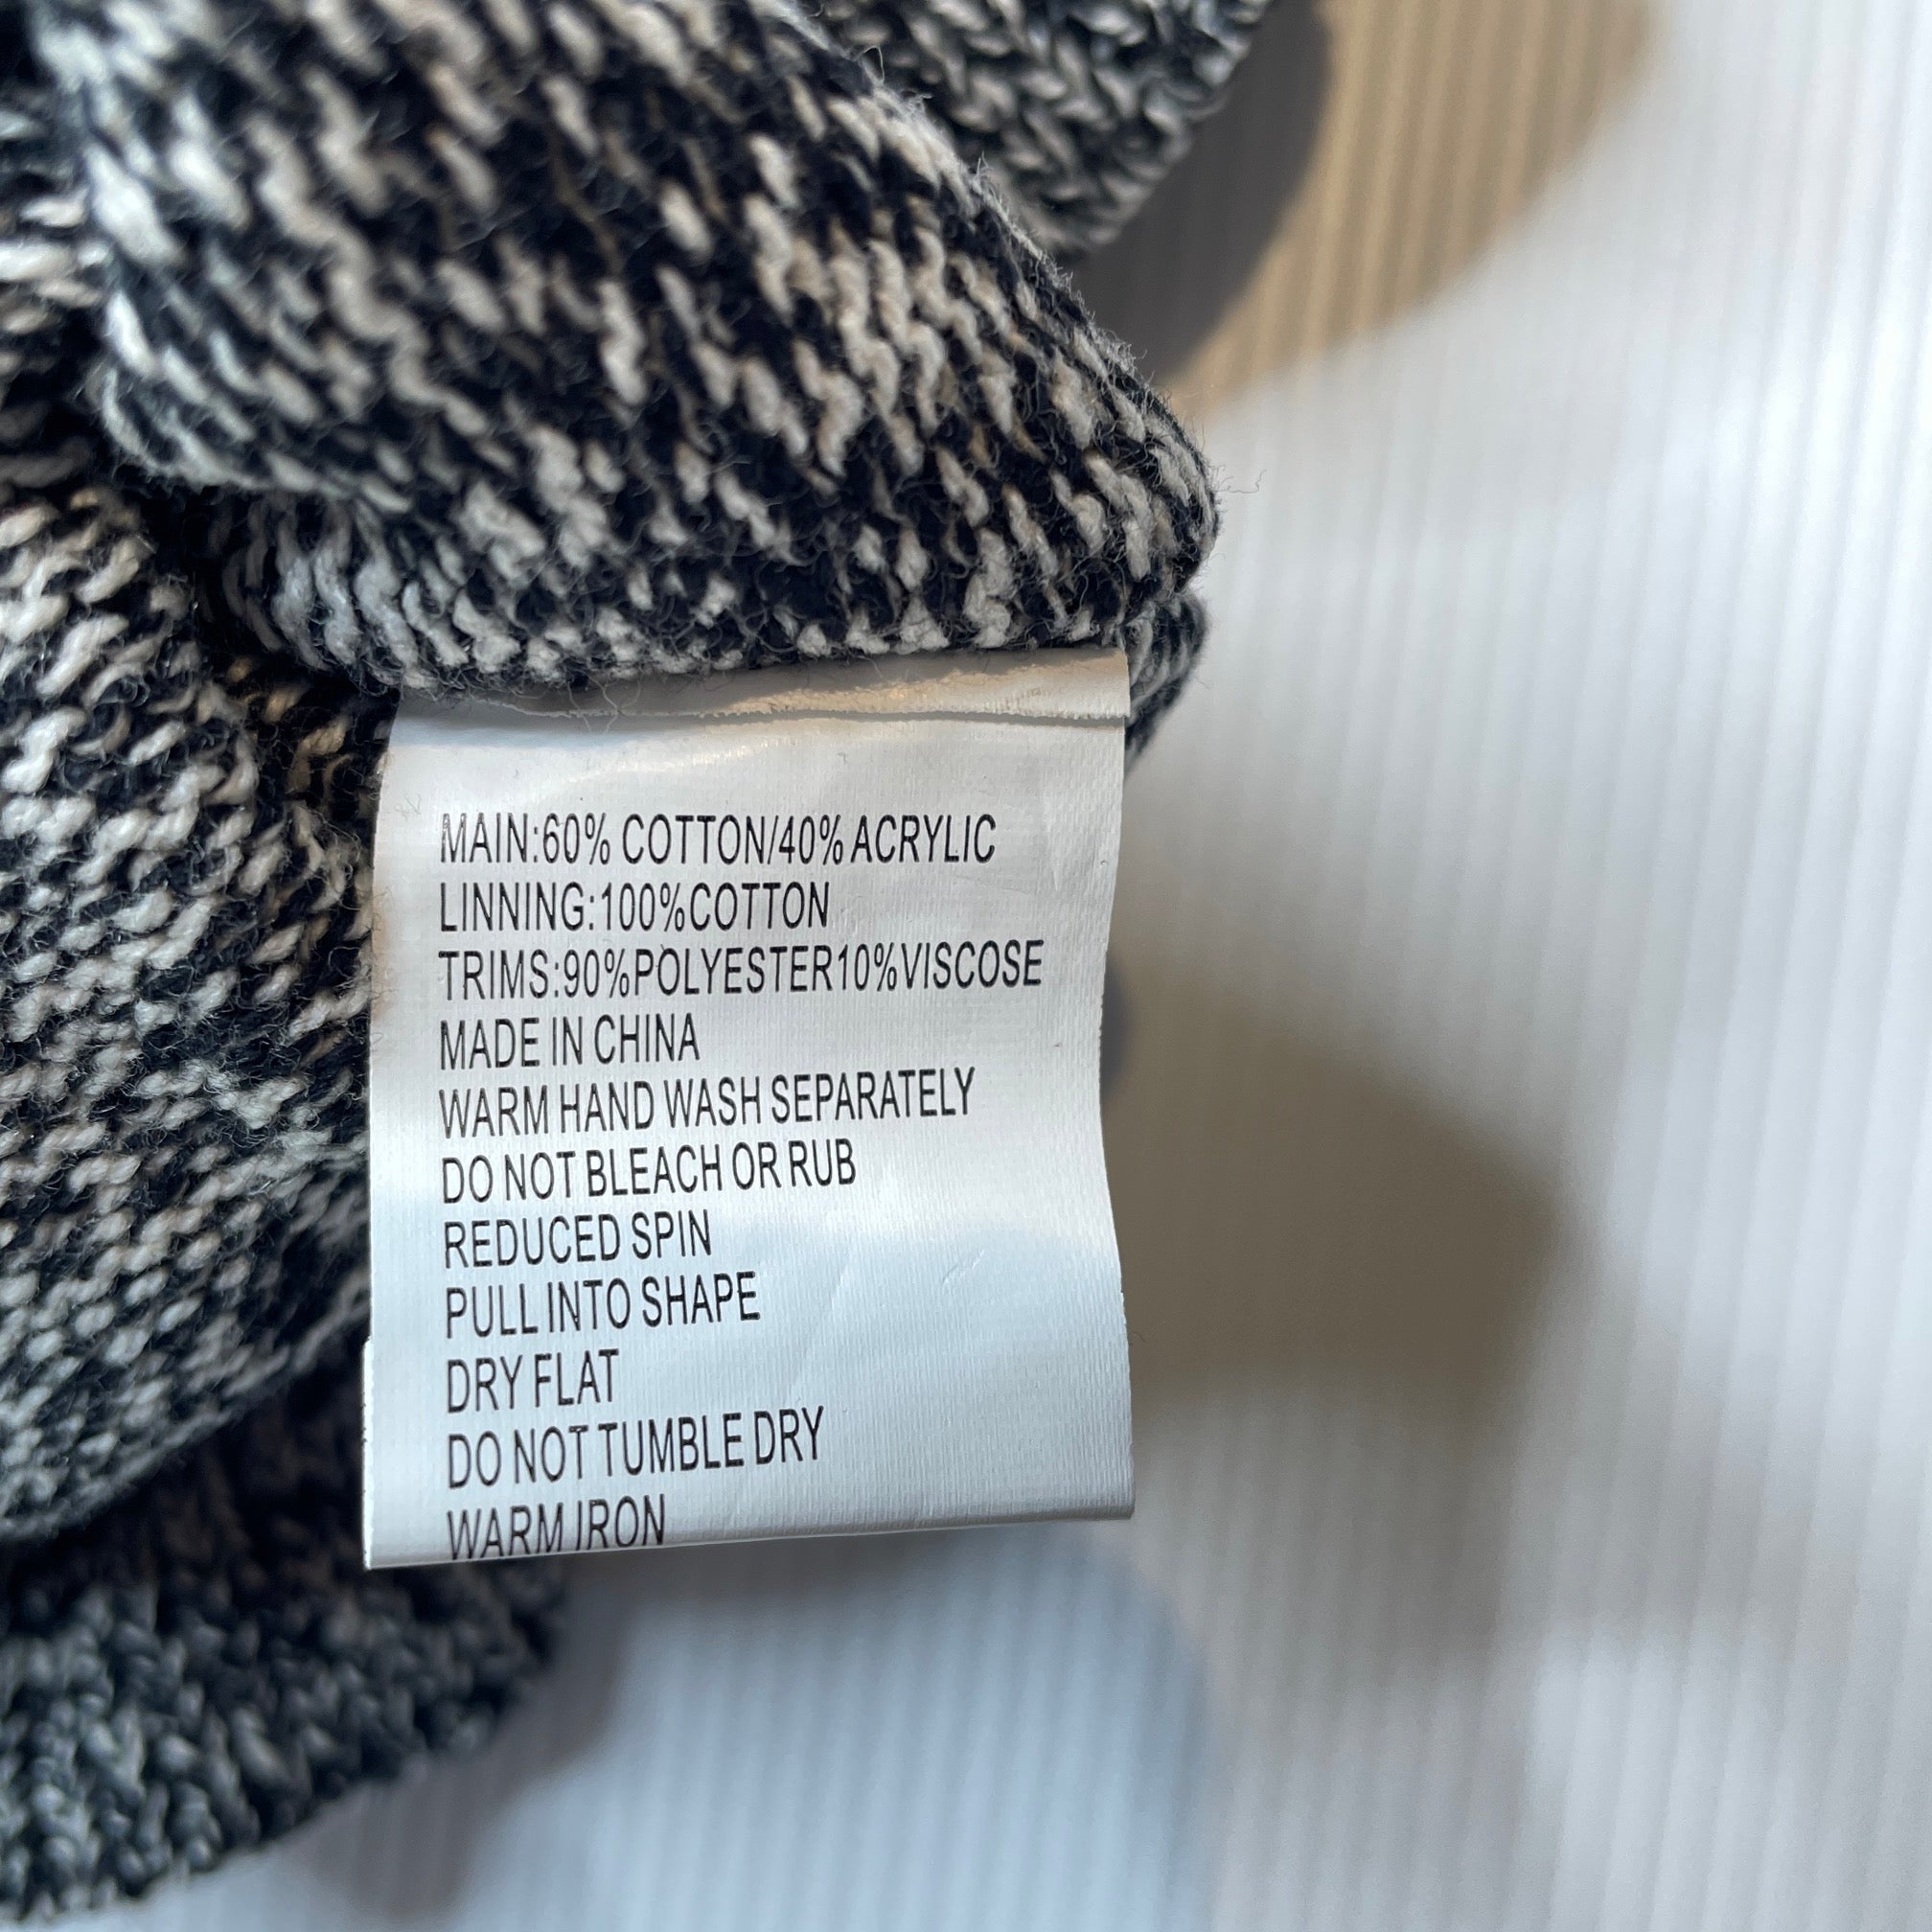 MAIN:60% COTTON/40% ACRYLIC
LINNING:100%COTTON
TRIMS:90%POLYESTER10%VISCOSE
MADE IN CHINA
WARM HAND WASH SEPARATELY
DO NOT BLEACH OR RUB
REDUCED SPIN
PULL INTO SHAPE
DRY FLAT
DO NOT TUMBLE DRY
WARM IRON